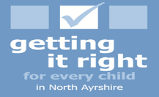 getting
it right
for every child
in North Ayrshire